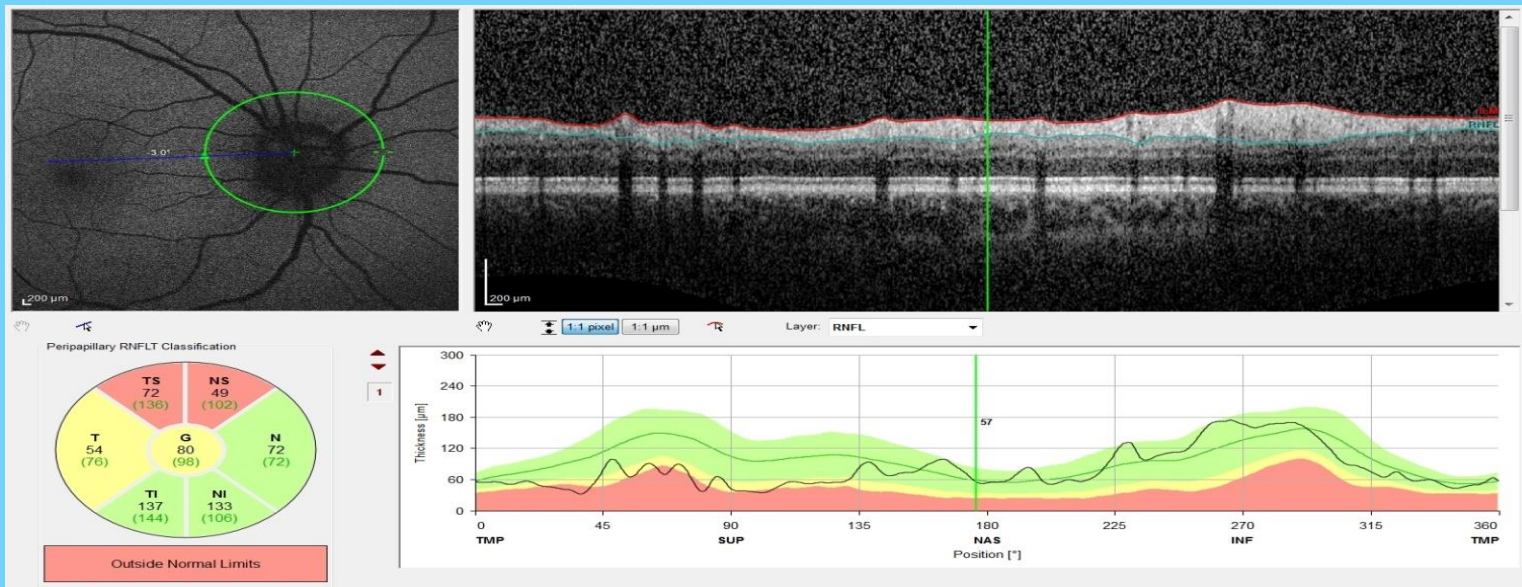 -3.0°
200 µm
ILM
RNFL
200 µm
1:1 pixel 1:1 µm Layer: RNFL
Peripapillary RNFLT Classification
TS
72
(136)
NS
49
(102)
T
54
(76)
G
80
(98)
N
72
(72)
TI
137
(144)
NI
133
(106)
Outside Normal Limits
1
Thickness [µm]
300
240
180
120
60
0
57
0 45 90 135 180 225 270 315 360
TMP SUP NAS INF TMP
Position [°]